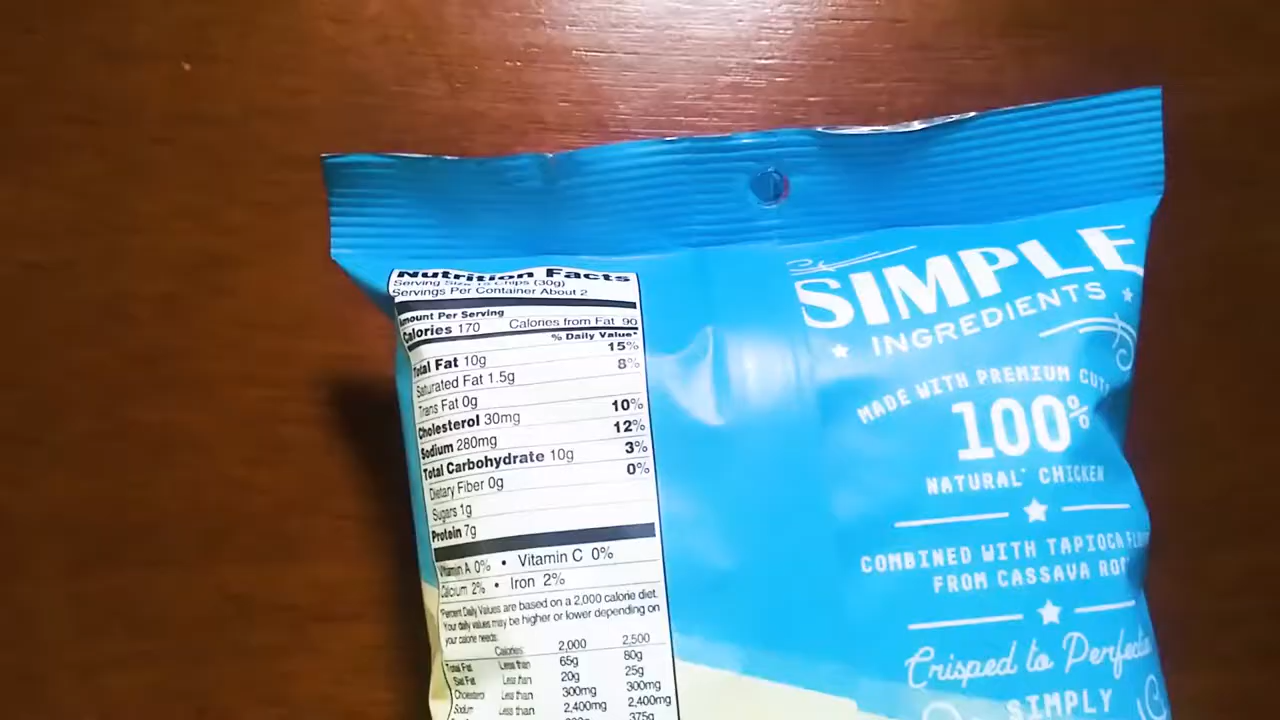 Nutrition Facts
Serving Size 15 Chips (30g)
Servings Per Container About 2
Amount Per Serving
Calories 170 Calories from Fat 90
% Daily Value*
Total Fat 10g 15%
Saturated Fat 1.5g 8%
Trans Fat 0g
Cholesterol 30mg 10%
Sodium 280mg 12%
Total Carbohydrate 10g 3%
Dietary Fiber 0g 0%
Sugars 1g
Protein 7g
Vitamin A 0% • Vitamin C 0%
Calcium 2% • Iron 2%
*Percent Daily Values are based on a 2,000 calorie diet.
Your daily values may be higher or lower depending on
your calorie needs:
Calories: 2,000 2,500
Total Fat Less than 65g 80g
Sat Fat Less than 20g 25g
Cholesterol Less than 300mg 300mg
Sodium Less than 2,400mg 2,400mg
375g
SIMPLE
INGREDIENTS
MADE WITH PREMIUM CUTS
100%
NATURAL* CHICKEN
COMBINED WITH TAPIOCA
FROM CASSAVA
Crisped to
SIMPLY